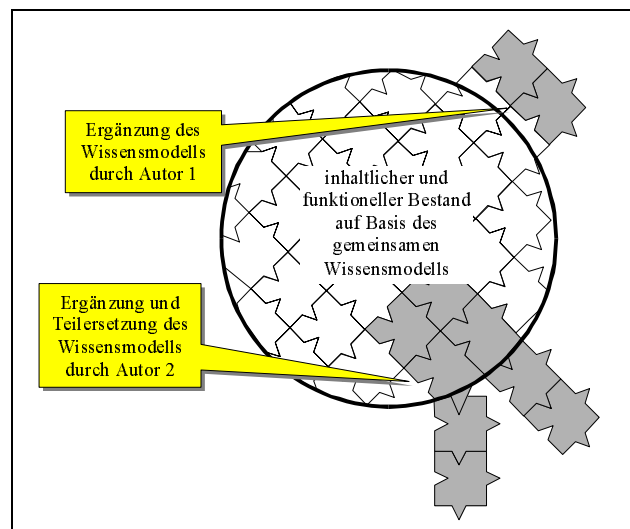 Ergänzung des
Wissensmodells
durch Autor 1
inhaltlicher und
funktioneller Bestand
auf Basis des
gemeinsamen
Wissensmodells
Ergänzung und
Teilersetzung des
Wissensmodells
durch Autor 2